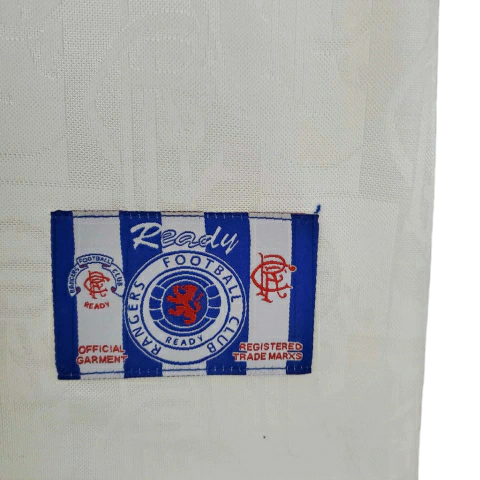 Ready
RANGERS FOOTBALL CLUB
READY
RANGERS FOOTBALL CLUB
READY
OFFICIAL
GARMENT
REGISTERED
TRADE MARKS